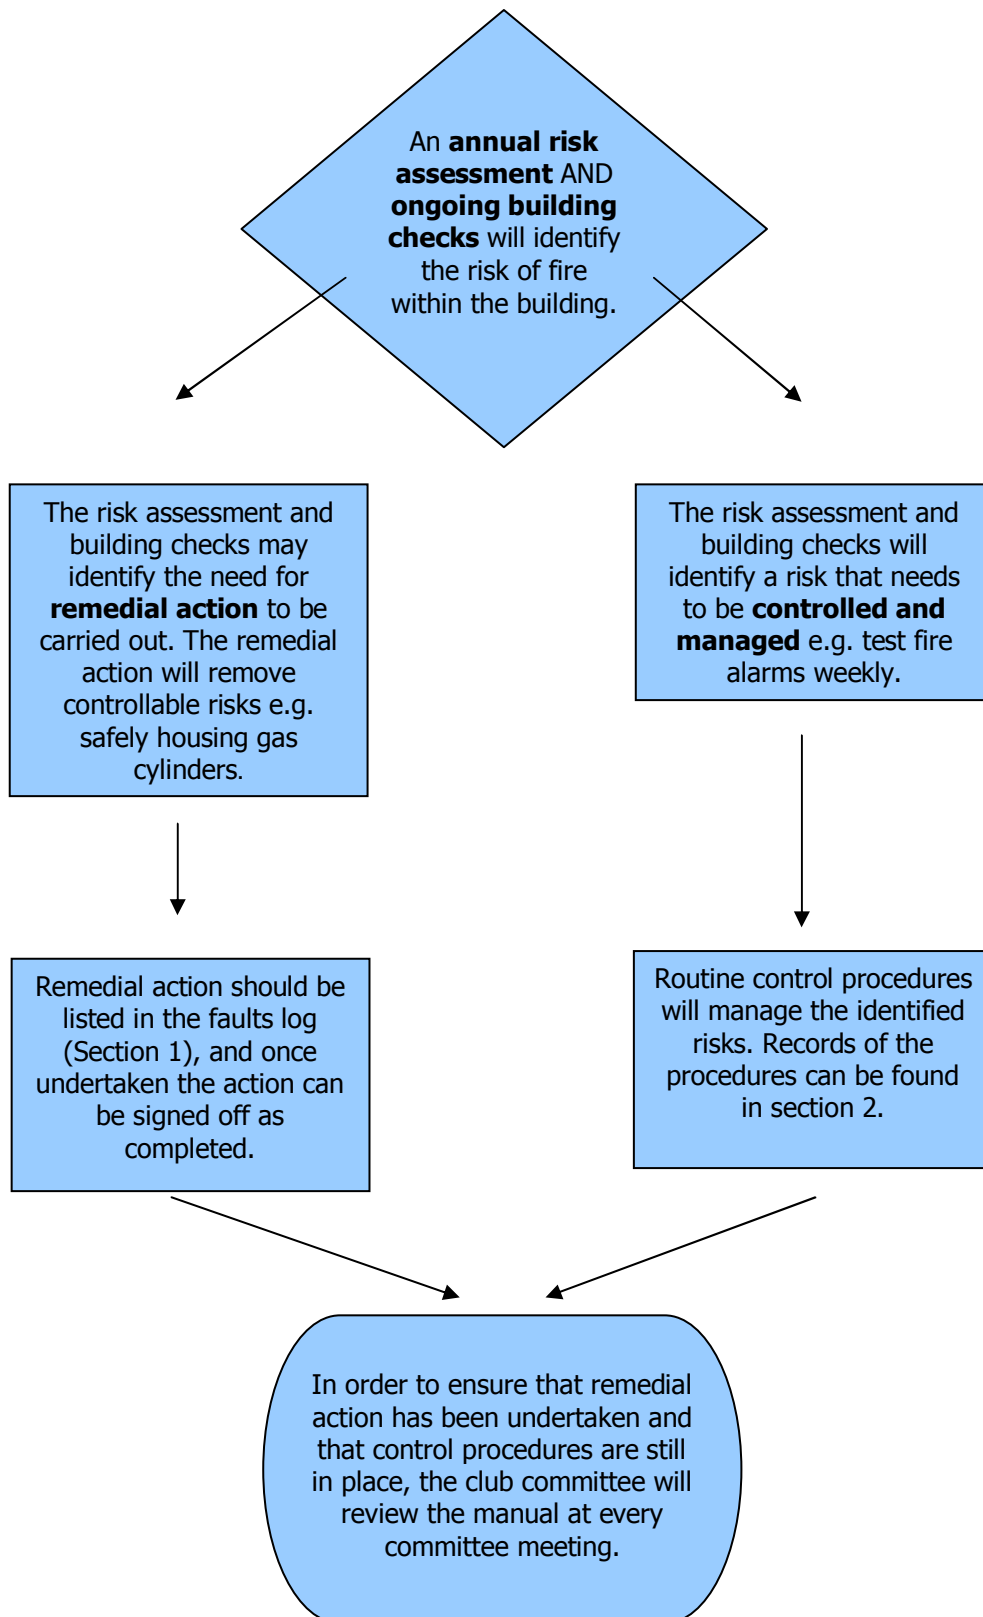 An annual risk
assessment AND
ongoing building
checks will identify
the risk of fire
within the building.
The risk assessment and
building checks may
identify the need for
remedial action to be
carried out. The remedial
action will remove
controllable risks e.g.
safely housing gas
cylinders.
The risk assessment and
building checks will
identify a risk that needs
to be controlled and
managed e.g. test fire
alarms weekly.
Remedial action should be
listed in the faults log
(Section 1), and once
undertaken the action can
be signed off as
completed.
Routine control procedures
will manage the identified
risks. Records of the
procedures can be found
in section 2.
In order to ensure that remedial
action has been undertaken and
that control procedures are still
in place, the club committee will
review the manual at every
committee meeting.